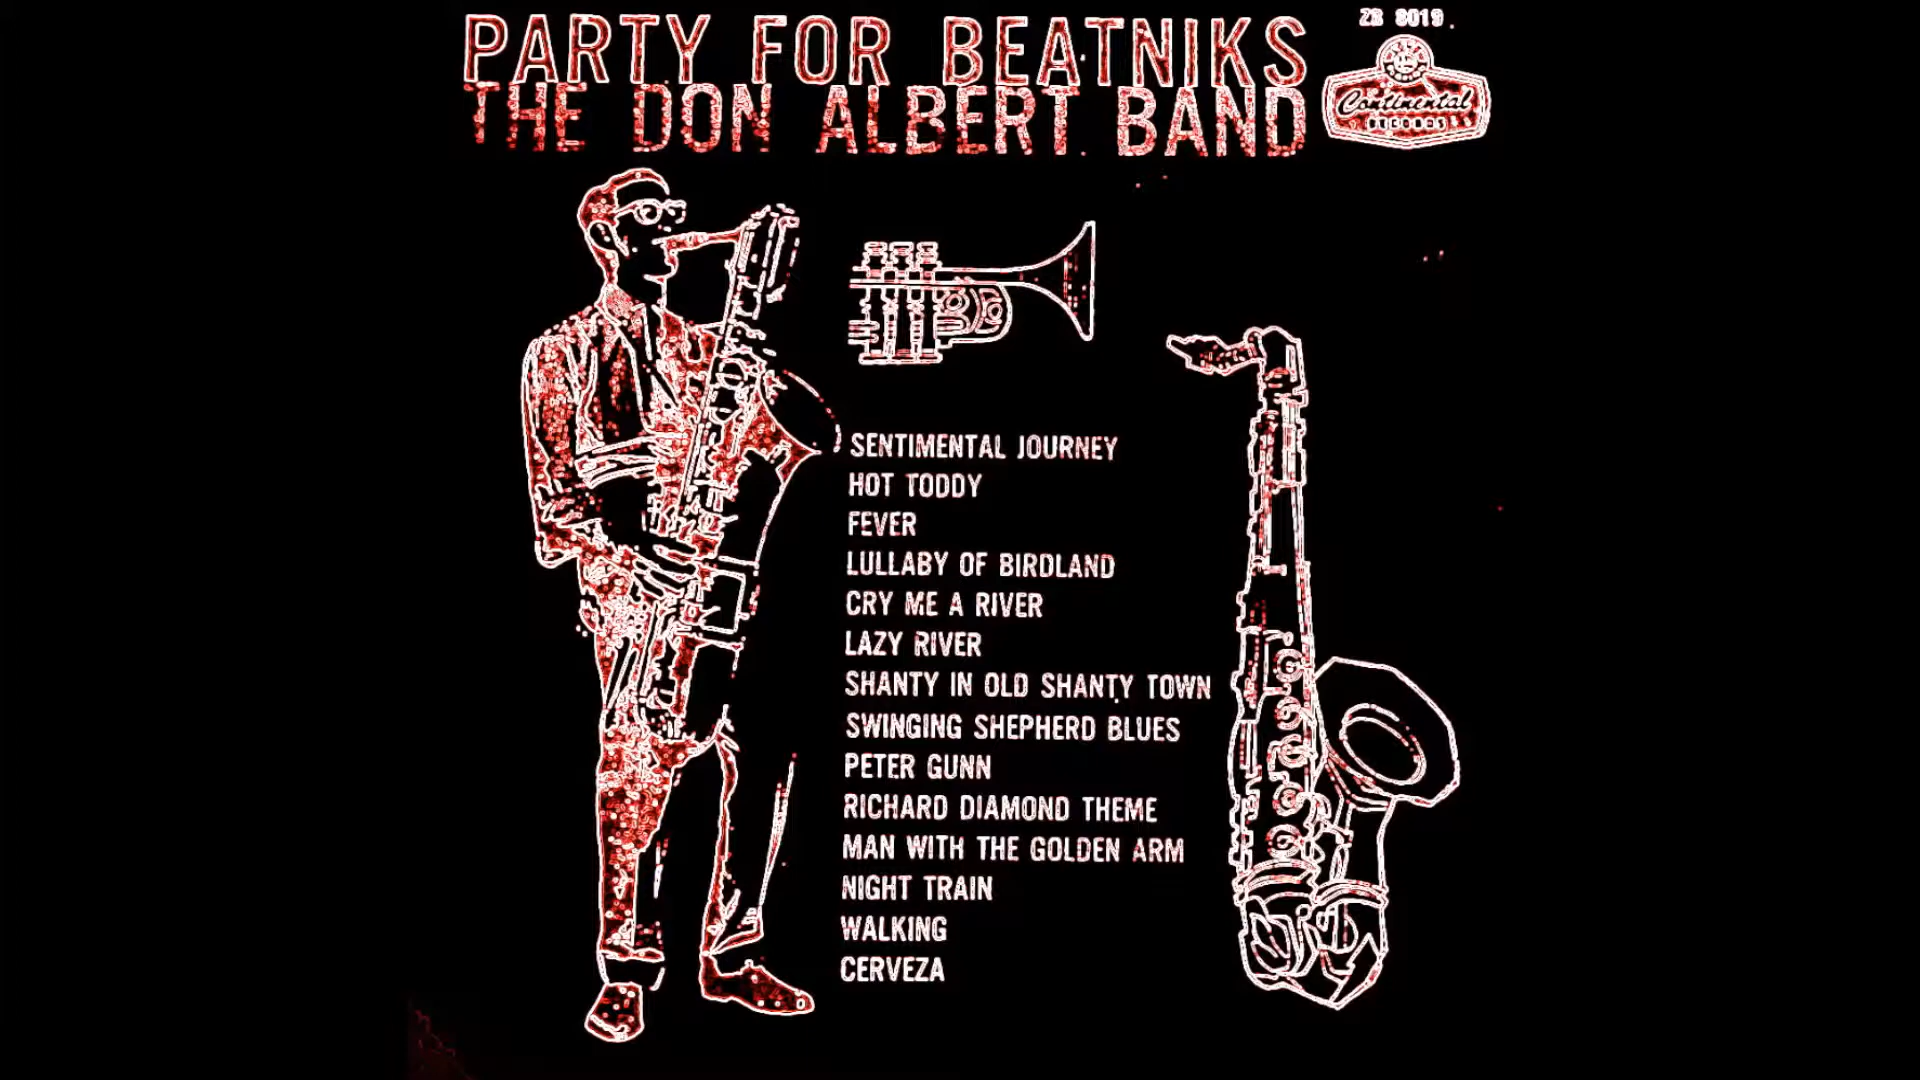 PARTY FOR BEATNIKS
THE DON ALBERT BAND
ZB 8019
Continental
RECORDS
SENTIMENTAL JOURNEY
HOT TODDY
FEVER
LULLABY OF BIRDLAND
CRY ME A RIVER
LAZY RIVER
SHANTY IN OLD SHANTY TOWN
SWINGING SHEPHERD BLUES
PETER GUNN
RICHARD DIAMOND THEME
MAN WITH THE GOLDEN ARM
NIGHT TRAIN
WALKING
CERVEZA